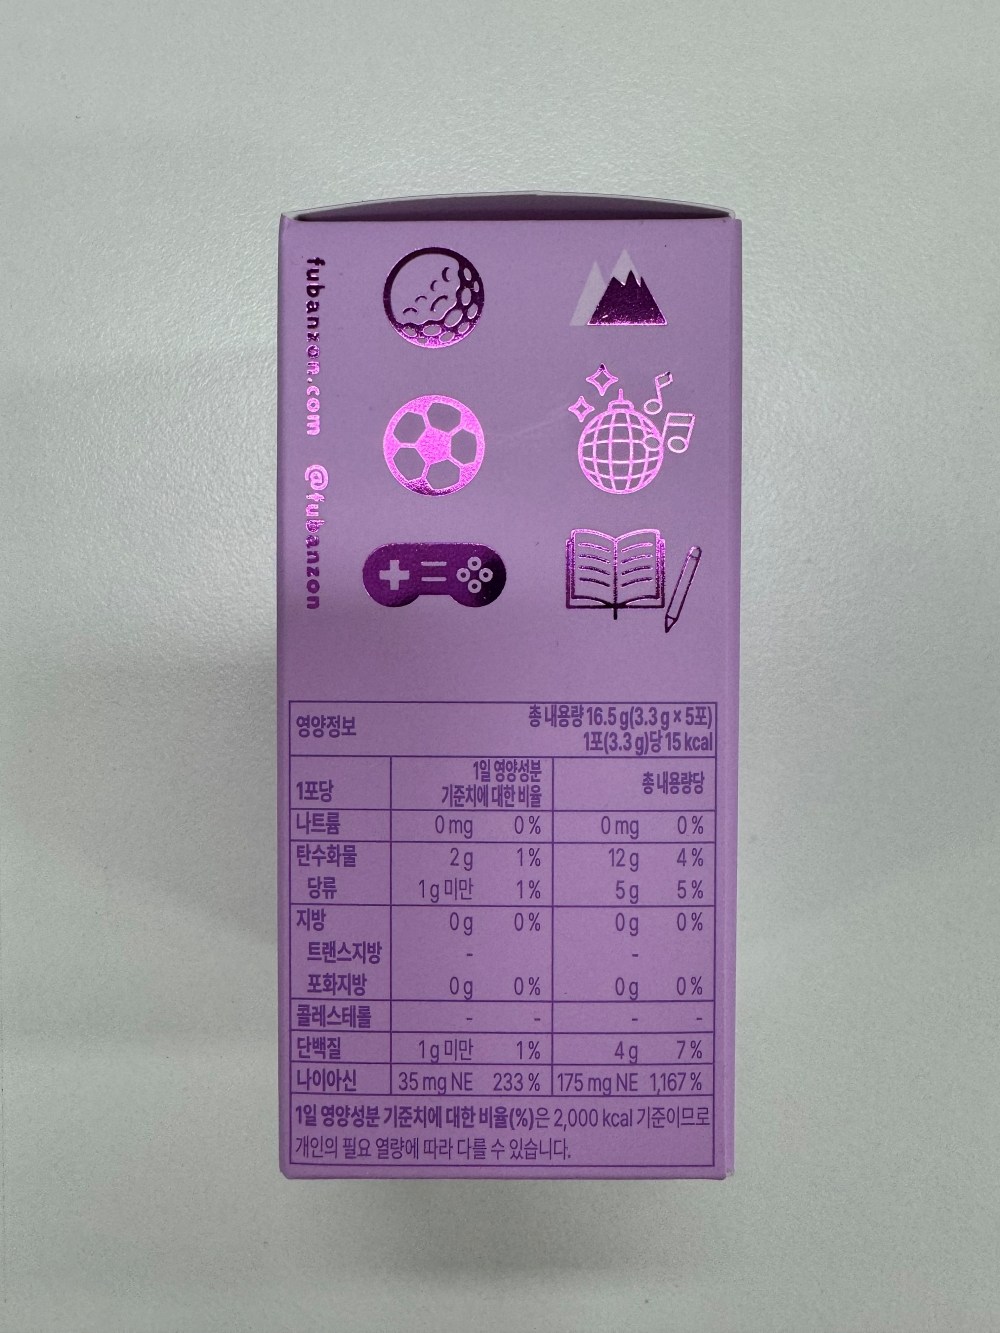 fubanzon.com @fubanzon
영양정보
총 내용량 16.5 g(3.3 g × 5포)
1포(3.3 g)당 15 kcal
1포당
1일 영양성분
기준치에 대한 비율
총 내용량당
나트륨 0 mg 0 % 0 mg 0 %
탄수화물 2 g 1 % 12 g 4 %
당류 1 g 미만 1 % 5 g 5 %
지방 0 g 0 % 0 g 0 %
트랜스지방 - -
포화지방 0 g 0 % 0 g 0 %
콜레스테롤 - - - -
단백질 1 g 미만 1 % 4 g 7 %
나이아신 35 mg NE 233 % 175 mg NE 1,167 %
1일 영양성분 기준치에 대한 비율(%)은 2,000 kcal 기준이므로
개인의 필요 열량에 따라 다를 수 있습니다.